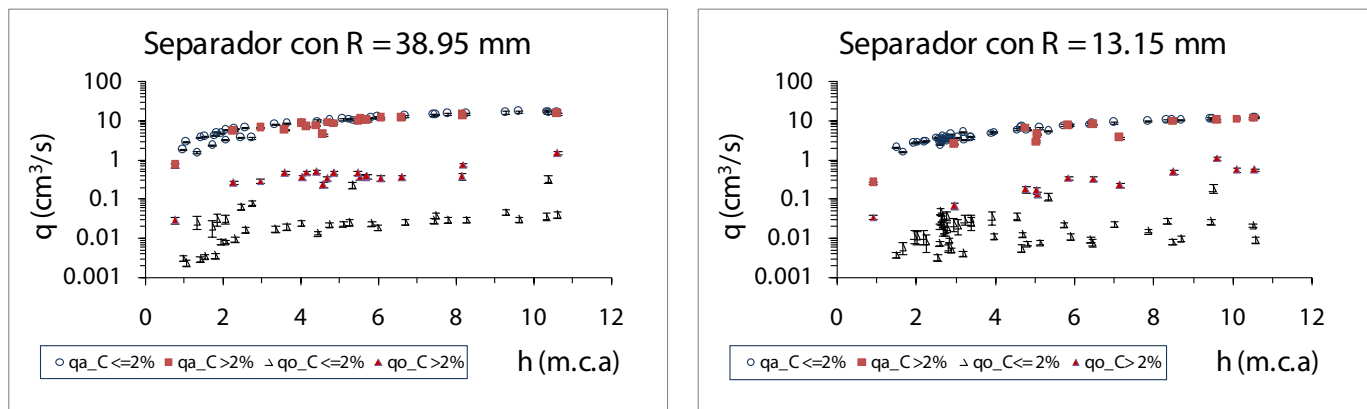 Separador con R = 38.95 mm
100
10
1
0.1
0.01
0.001
q (cm³/s)
0 2 4 6 8 10 12
h (m.c.a)
qa_C <=2% qa_C >2% qo_C <=2% qo_C >2%
Separador con R = 13.15 mm
100
10
1
0.1
0.01
0.001
q (cm³/s)
0 2 4 6 8 10 12
h (m.c.a)
qa_C <=2% qa_C >2% qo_C <= 2% qo_C> 2%